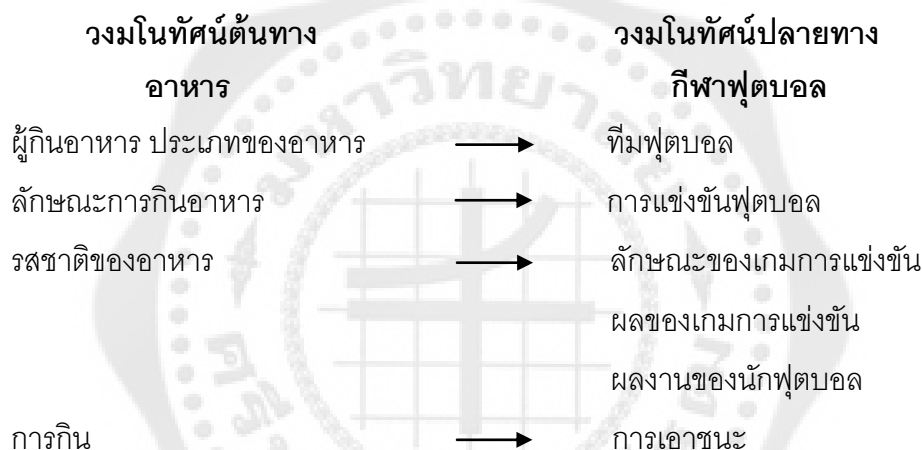 วงมโนทัศน์ต้นทาง วงมโนทัศน์ปลายทาง
อาหาร กีฬาฟุตบอล
ผู้กินอาหาร ประเภทของอาหาร ทีมฟุตบอล
ลักษณะการกินอาหาร การแข่งขันฟุตบอล
รสชาติของอาหาร ลักษณะของเกมการแข่งขัน
ผลของเกมการแข่งขัน
ผลงานของนักฟุตบอล
การกิน การเอาชนะ